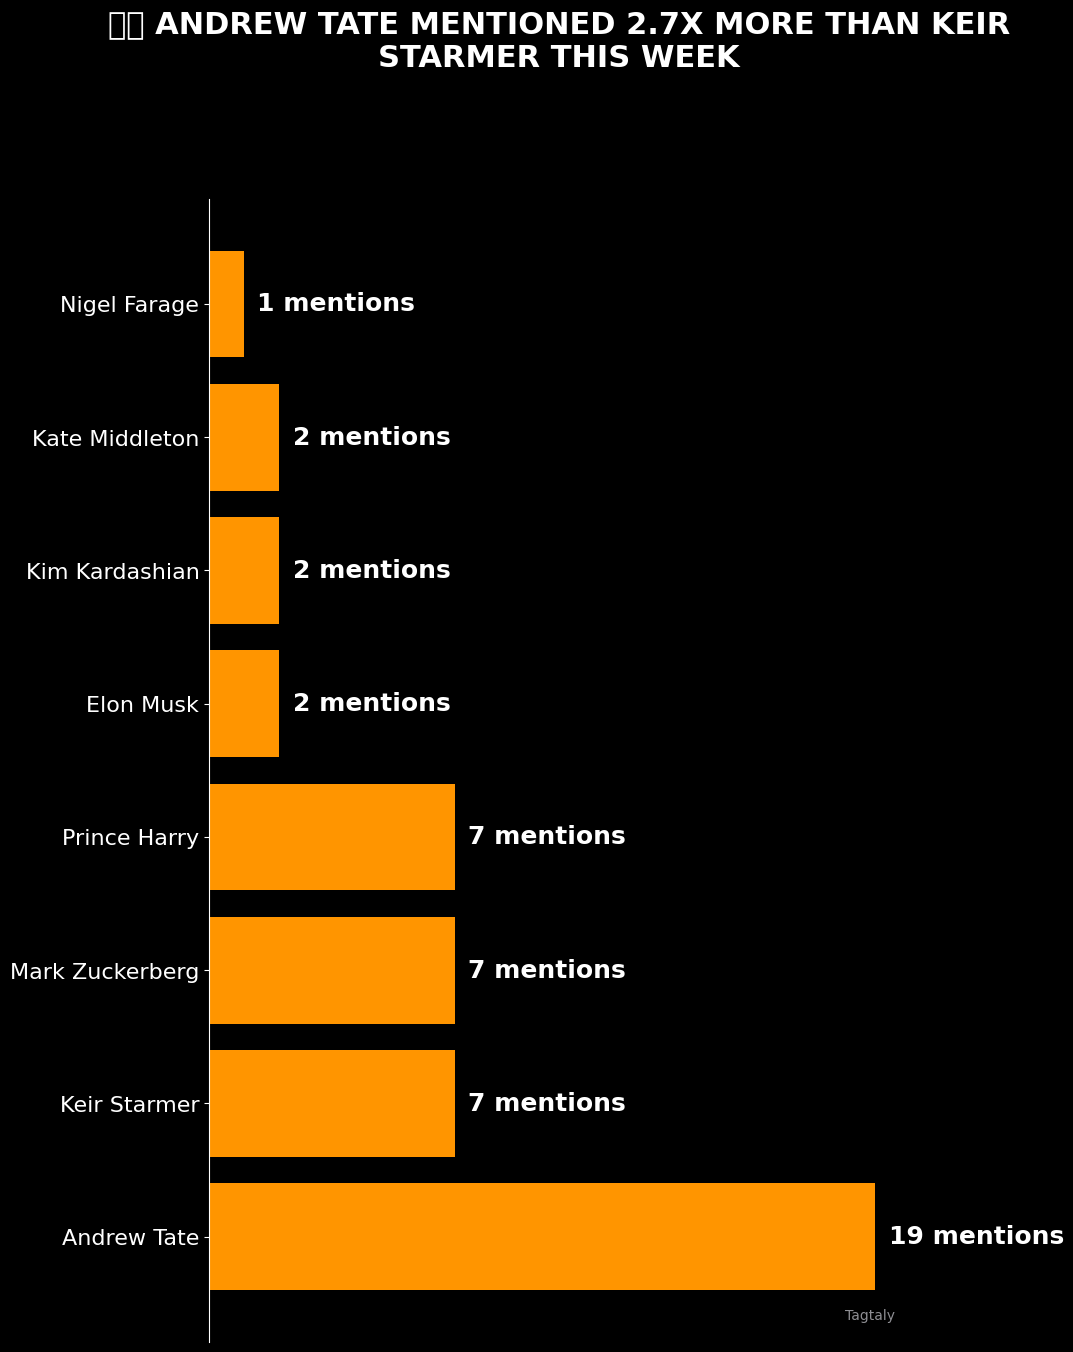 ANDREW TATE MENTIONED 2.7X MORE THAN KEIR
STARMER THIS WEEK
Nigel Farage 1 mentions
Kate Middleton 2 mentions
Kim Kardashian 2 mentions
Elon Musk 2 mentions
Prince Harry 7 mentions
Mark Zuckerberg 7 mentions
Keir Starmer 7 mentions
Andrew Tate 19 mentions
Tagtaly